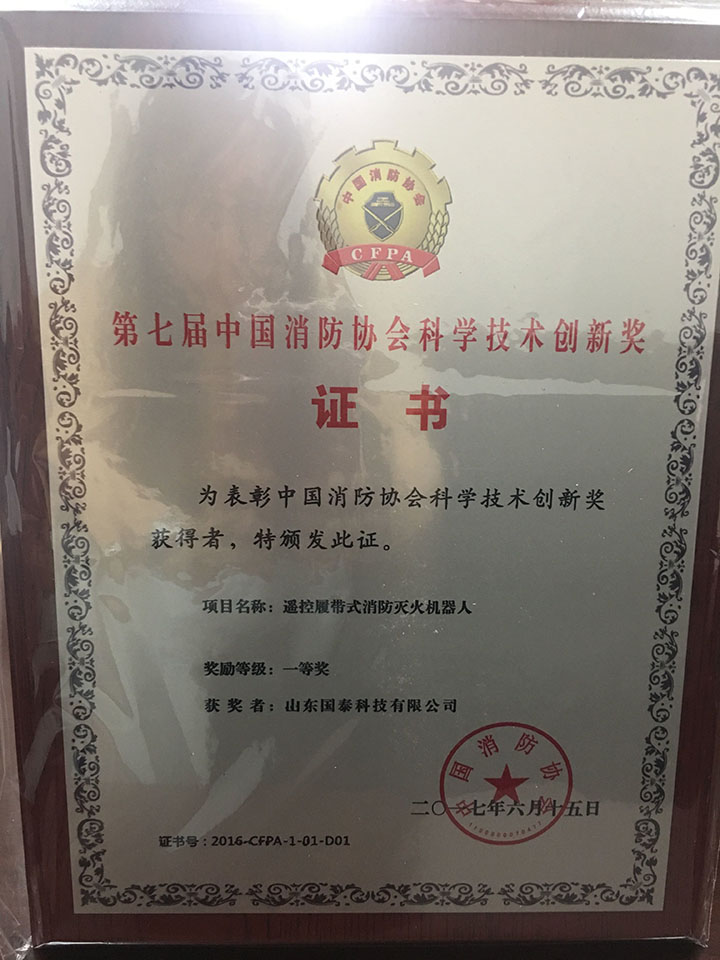 中国消防协会
CFPA
第七届中国消防协会科学技术创新奖
证书
为表彰中国消防协会科学技术创新奖
获得者，特颁发此证。
项目名称：遥控履带式消防灭火机器人
奖励等级：一等奖
获奖者：山东国泰科技有限公司
中国消防协会
二〇一七年六月十五日
证书号：2016-CFPA-1-01-D01